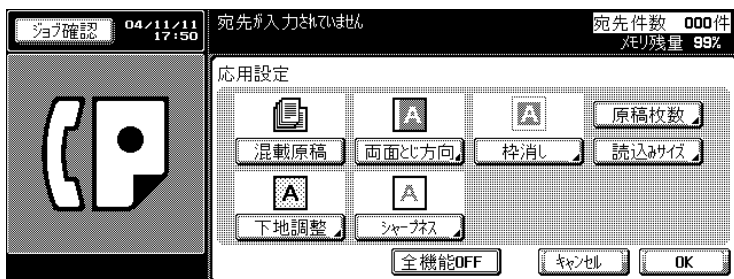 ジョブ確認
04/11/11
17:50
宛先が入力されていません
宛先件数 000件
メモリ残量 99%
応用設定
A
A
混載原稿
両面とじ方向
枠消し
原稿枚数
読込みサイズ
A
A
下地調整
シャープネス
全機能OFF
キャンセル
OK